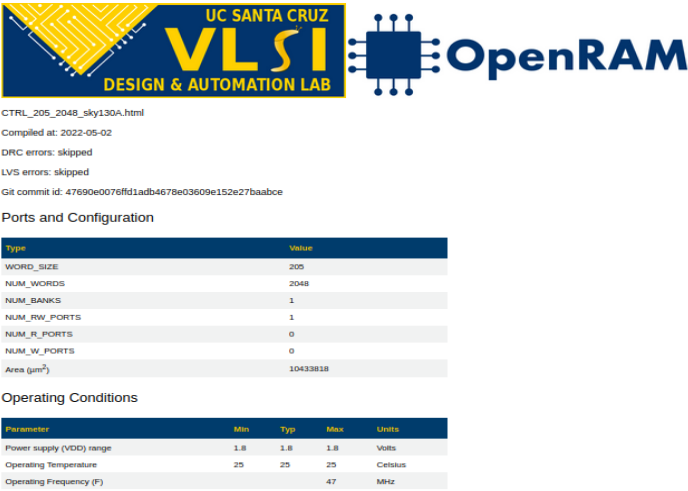 UC SANTA CRUZ
VLSI
DESIGN & AUTOMATION LAB
OpenRAM
CTRL_205_2048_sky130A.html
Compiled at: 2022-05-02
DRC errors: skipped
LVS errors: skipped
Git commit id: 47690e0076ffd1adb4678e03609e152e27baabce
Ports and Configuration
Type Value
WORD_SIZE 205
NUM_WORDS 2048
NUM_BANKS 1
NUM_RW_PORTS 1
NUM_R_PORTS 0
NUM_W_PORTS 0
Area (µm²) 10433818
Operating Conditions
Parameter Min Typ Max Units
Power supply (VDD) range 1.8 1.8 1.8 Volts
Operating Temperature 25 25 25 Celsius
Operating Frequency (F) 47 MHz